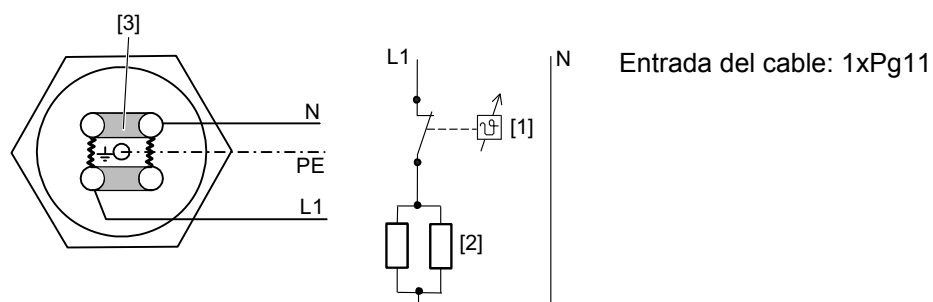 [3]
N
PE
L1
L1
N
ϑ
[1]
[2]
Entrada del cable: 1xPg11